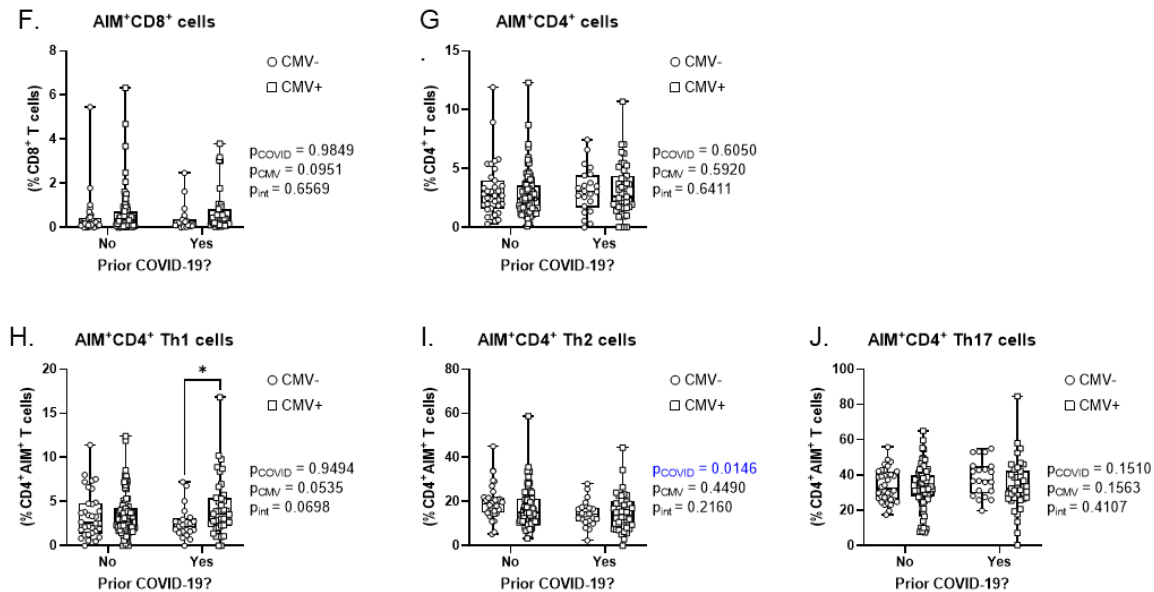 F.
AIM⁺CD8⁺ cells
(% CD8⁺ T cells)
8
6
4
2
0
No
Yes
Prior COVID-19?
CMV-
CMV+
pCOVID = 0.9849
pCMV = 0.0951
pint = 0.6569
G
AIM⁺CD4⁺ cells
(% CD4⁺ T cells)
15
10
5
0
No
Yes
Prior COVID-19?
CMV-
CMV+
pCOVID = 0.6050
pCMV = 0.5920
pint = 0.6411
H.
AIM⁺CD4⁺ Th1 cells
(% CD4⁺AIM⁺ T cells)
20
15
10
5
0
*
No
Yes
Prior COVID-19?
CMV-
CMV+
pCOVID = 0.9494
pCMV = 0.0535
pint = 0.0698
I.
AIM⁺CD4⁺ Th2 cells
(% CD4⁺AIM⁺ T cells)
80
60
40
20
0
No
Yes
Prior COVID-19?
CMV-
CMV+
pCOVID = 0.0146
pCMV = 0.4490
pint = 0.2160
J.
AIM⁺CD4⁺ Th17 cells
(% CD4⁺AIM⁺ T cells)
100
80
60
40
20
0
No
Yes
Prior COVID-19?
CMV-
CMV+
pCOVID = 0.1510
pCMV = 0.1563
pint = 0.4107